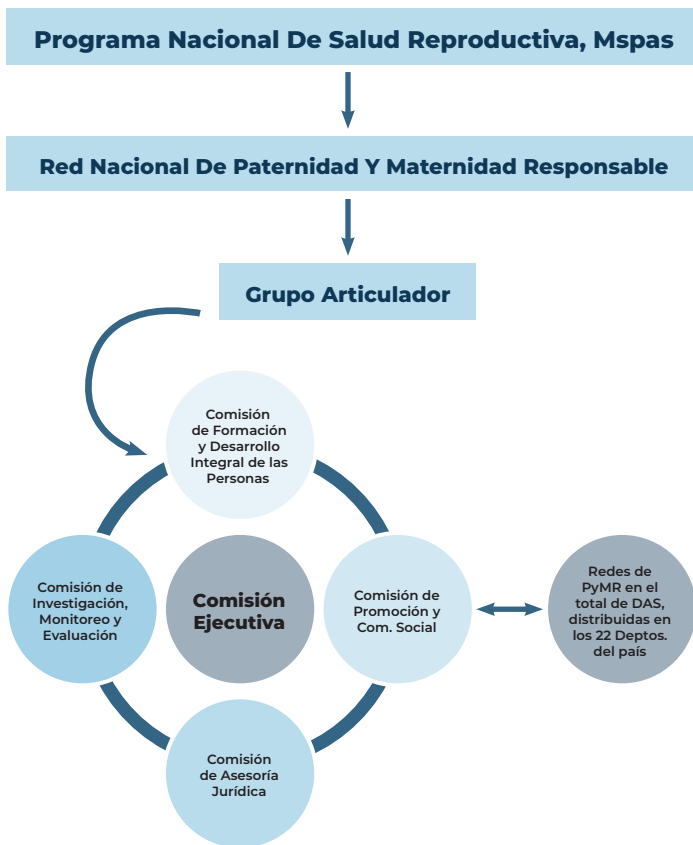 Programa Nacional De Salud Reproductiva, Mspas
Red Nacional De Paternidad Y Maternidad Responsable
Grupo Articulador
Comisión
de Formación
y Desarrollo
Integral de las
Personas
Comisión de
Investigación,
Monitoreo y
Evaluación
Comisión
Ejecutiva
Comisión de
Promoción y
Com. Social
Redes de
PyMR en el
total de DAS,
distribuidas en
los 22 Deptos.
del país
Comisión
de Asesoría
Jurídica